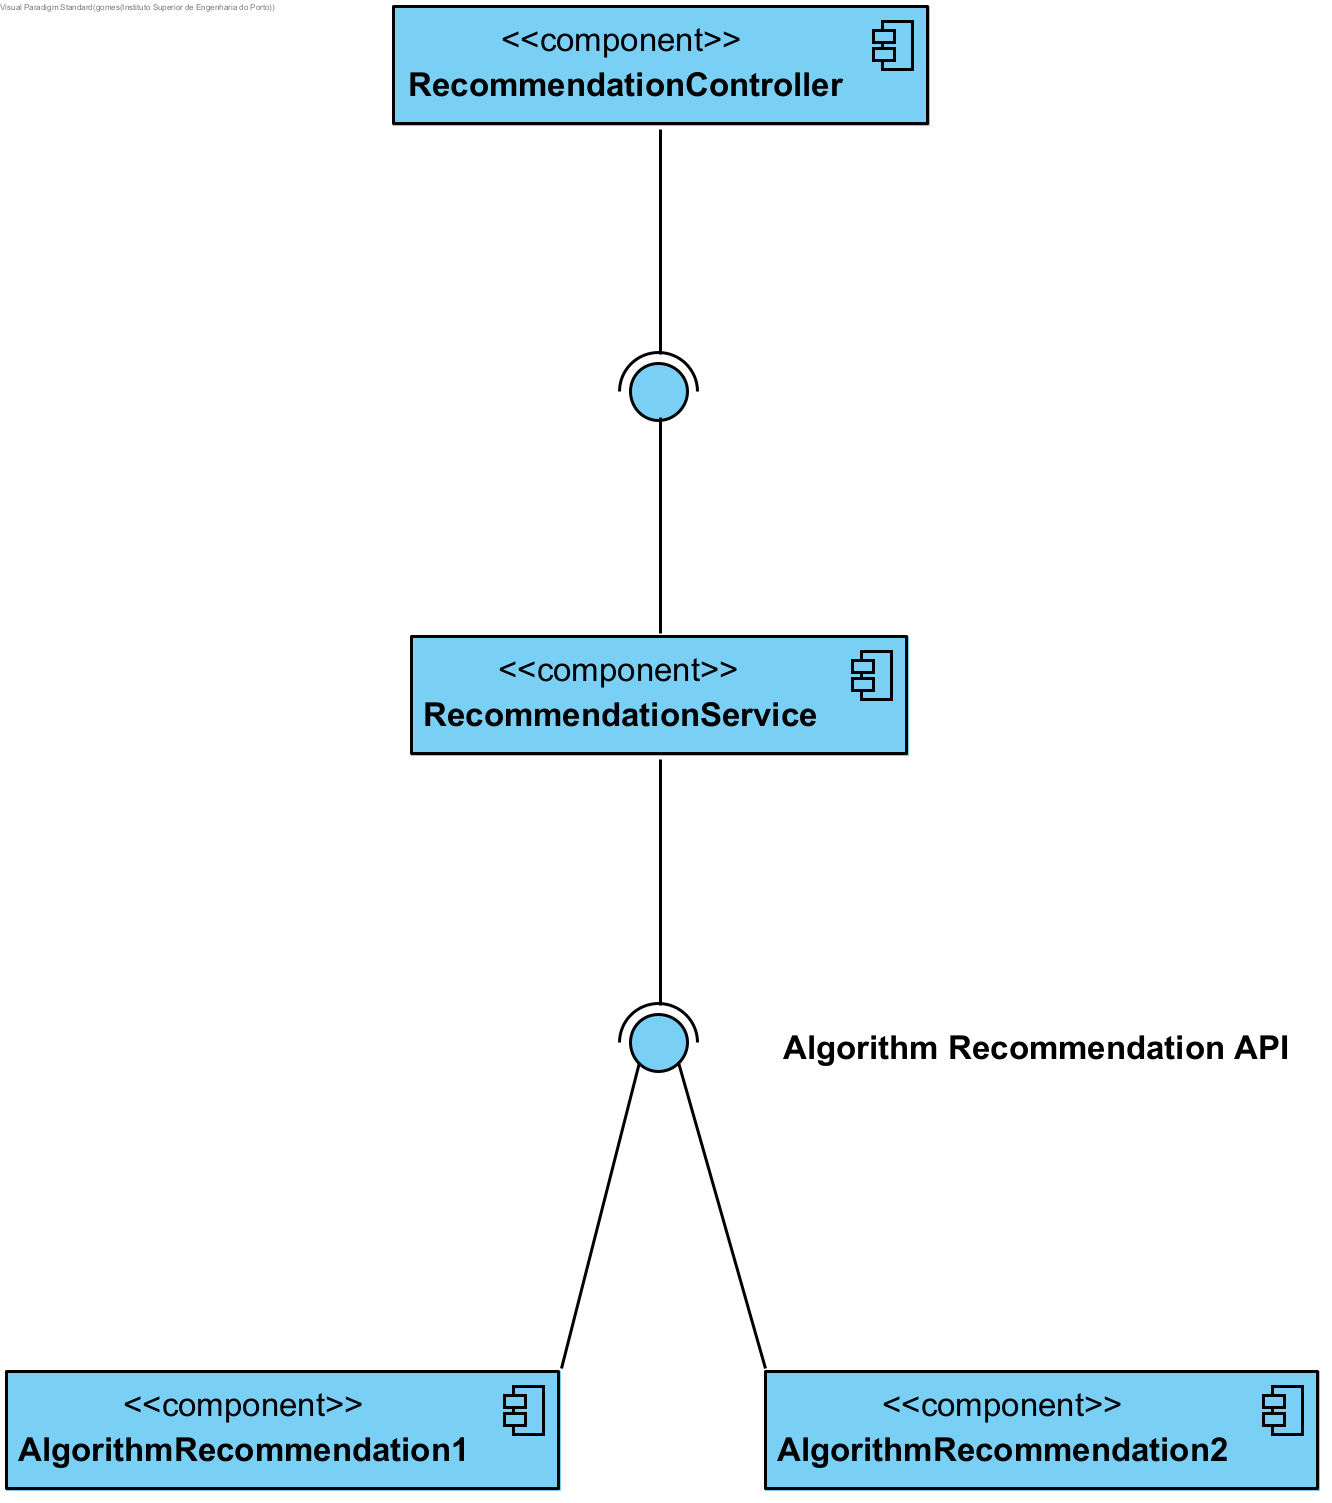 Visual Paradigm Standard(gomes(Instituto Superior de Engenharia do Porto))
<<component>>
RecommendationController
<<component>>
RecommendationService
Algorithm Recommendation API
<<component>>
AlgorithmRecommendation1
<<component>>
AlgorithmRecommendation2